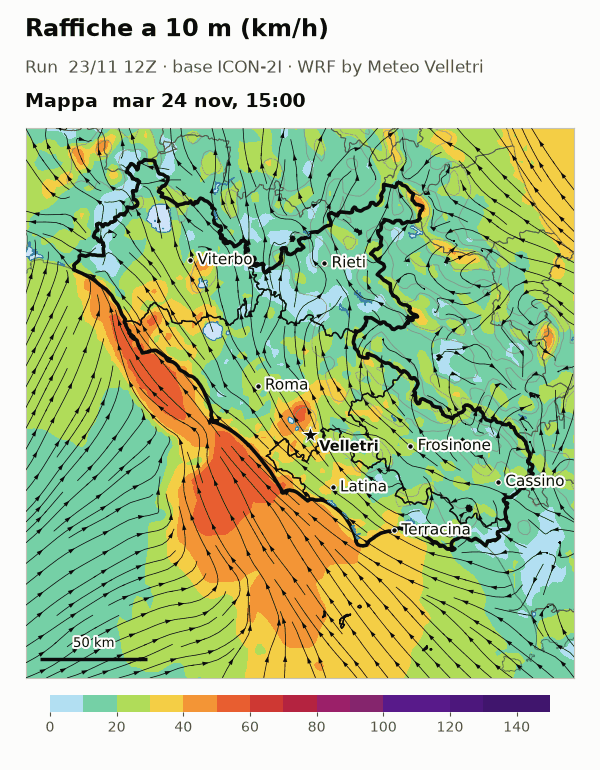 Raffiche a 10 m (km/h)
Run  23/11 12Z · base ICON-2I · WRF by Meteo Velletri
Mappa  mar 24 nov, 15:00
Viterbo
Rieti
Roma
Velletri
Frosinone
Cassino
Latina
Terracina
50 km
0 20 40 60 80 100 120 140